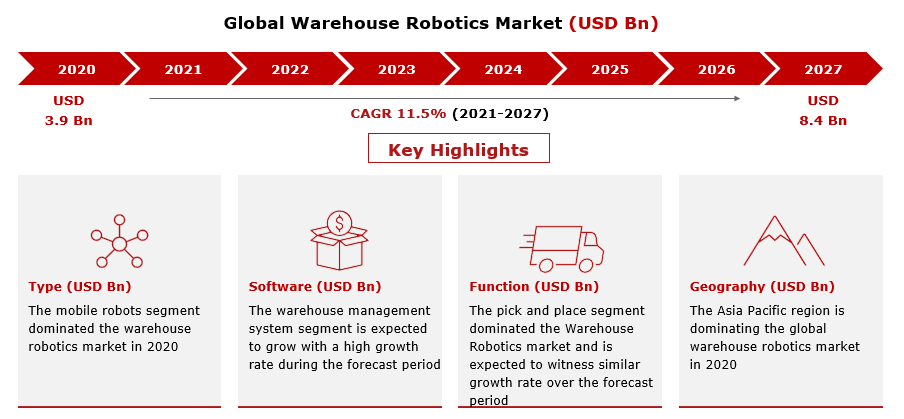 Global Warehouse Robotics Market (USD Bn)
2020 2021 2022 2023 2024 2025 2026 2027
USD
3.9 Bn
CAGR 11.5% (2021-2027)
USD
8.4 Bn
Key Highlights
$
Type (USD Bn)
The mobile robots segment
dominated the warehouse
robotics market in 2020
Software (USD Bn)
The warehouse management
system segment is expected
to grow with a high growth
rate during the forecast period
Function (USD Bn)
The pick and place segment
dominated the Warehouse
Robotics market and is
expected to witness similar
growth rate over the forecast
period
Geography (USD Bn)
The Asia Pacific region is
dominating the global
warehouse robotics market
in 2020